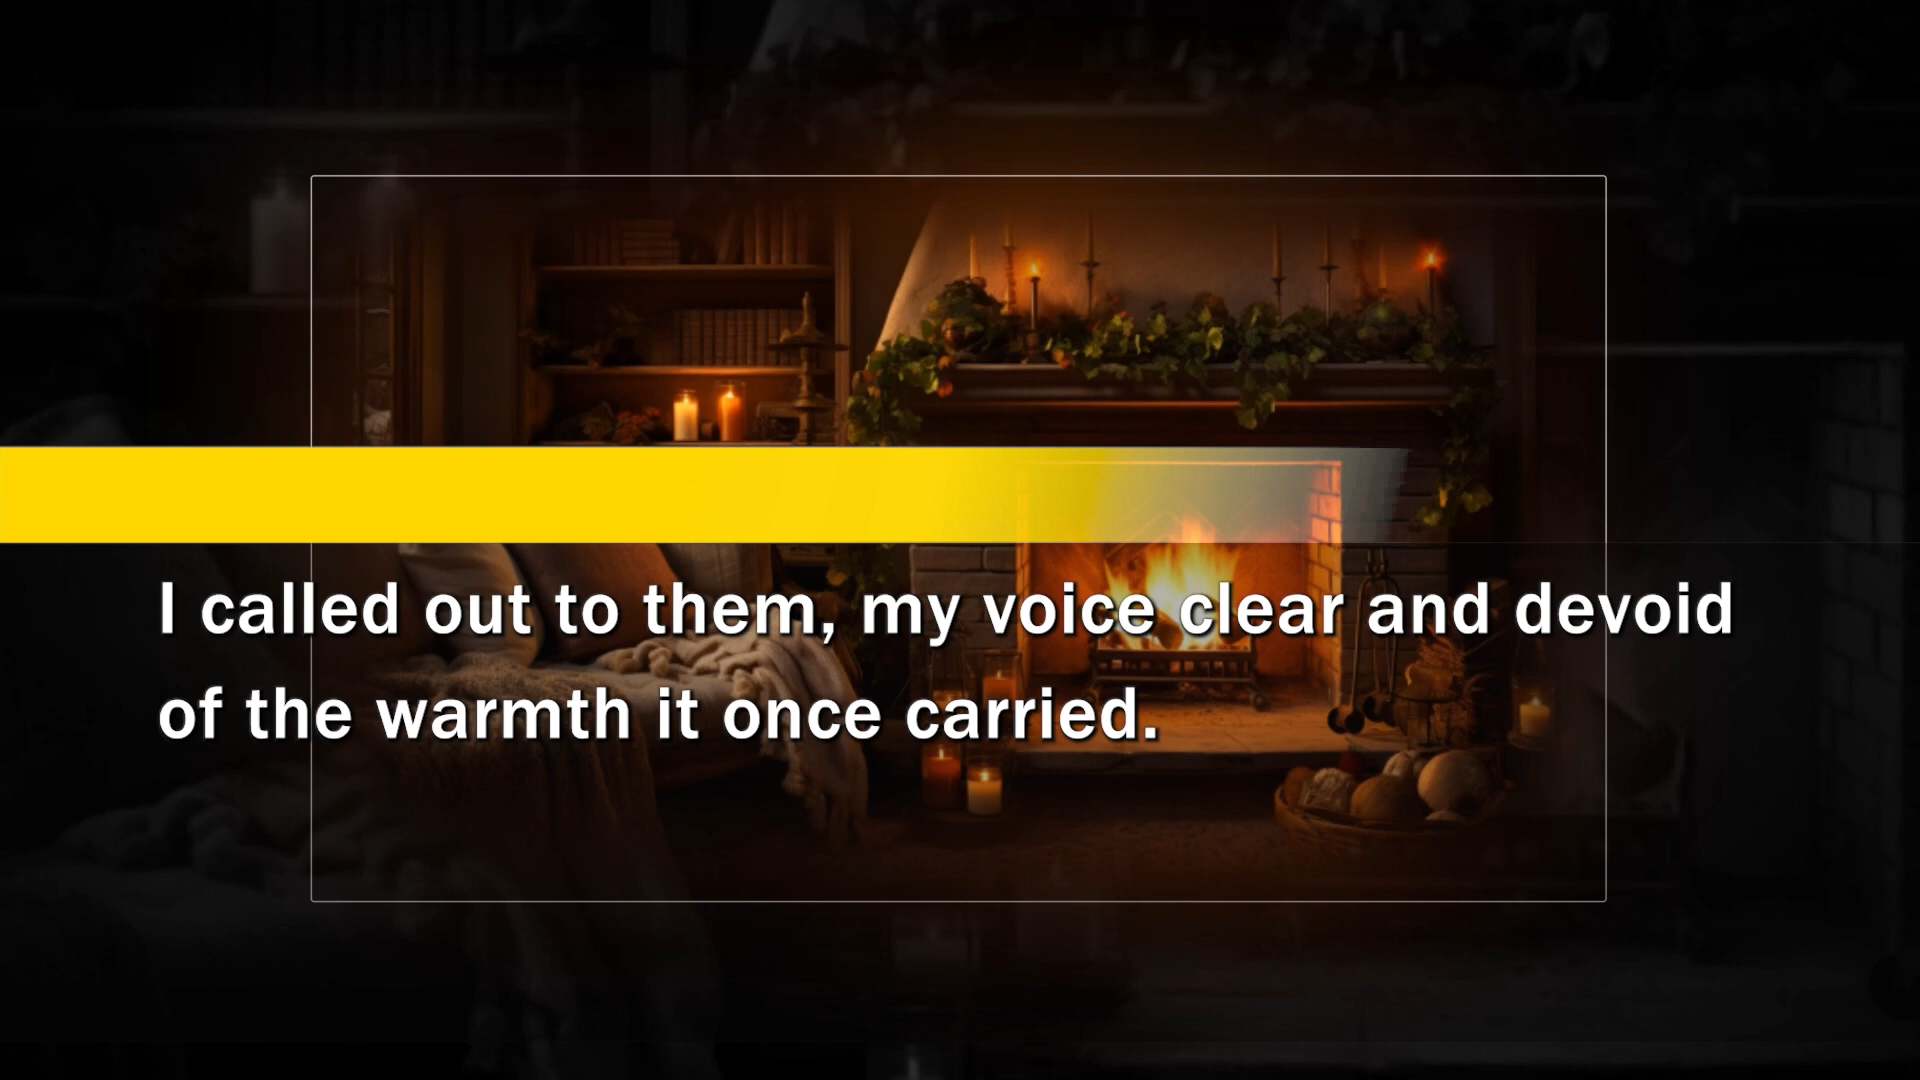 I called out to them, my voice clear and devoid
of the warmth it once carried.